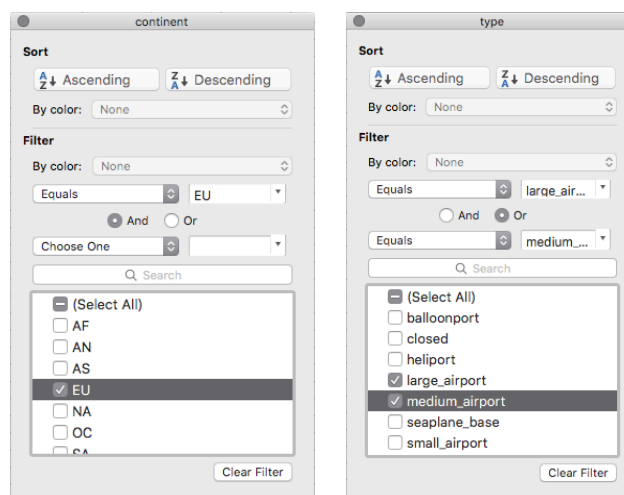 continent
Sort
A Z Ascending Z A Descending
By color: None
Filter
By color: None
Equals EU
And Or
Choose One
Search
(Select All)
AF
AN
AS
EU
NA
OC
SA
Clear Filter
type
Sort
A Z Ascending Z A Descending
By color: None
Filter
By color: None
Equals large_air...
And Or
Equals medium_...
Search
(Select All)
balloonport
closed
heliport
large_airport
medium_airport
seaplane_base
small_airport
Clear Filter